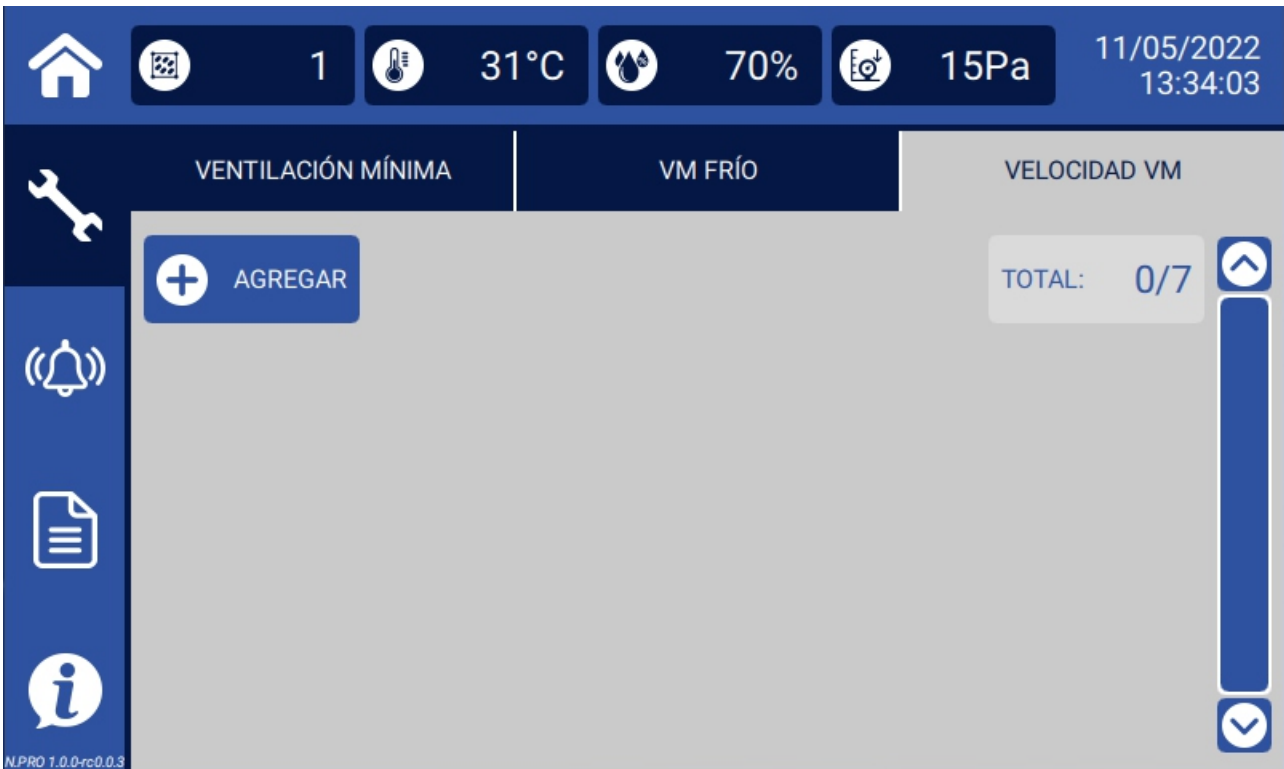 1
31°C
70%
15Pa
11/05/2022
13:34:03
VENTILACIÓN MÍNIMA
VM FRÍO
VELOCIDAD VM
AGREGAR
TOTAL: 0/7
N.PRO 1.0.0-rc0.0.3